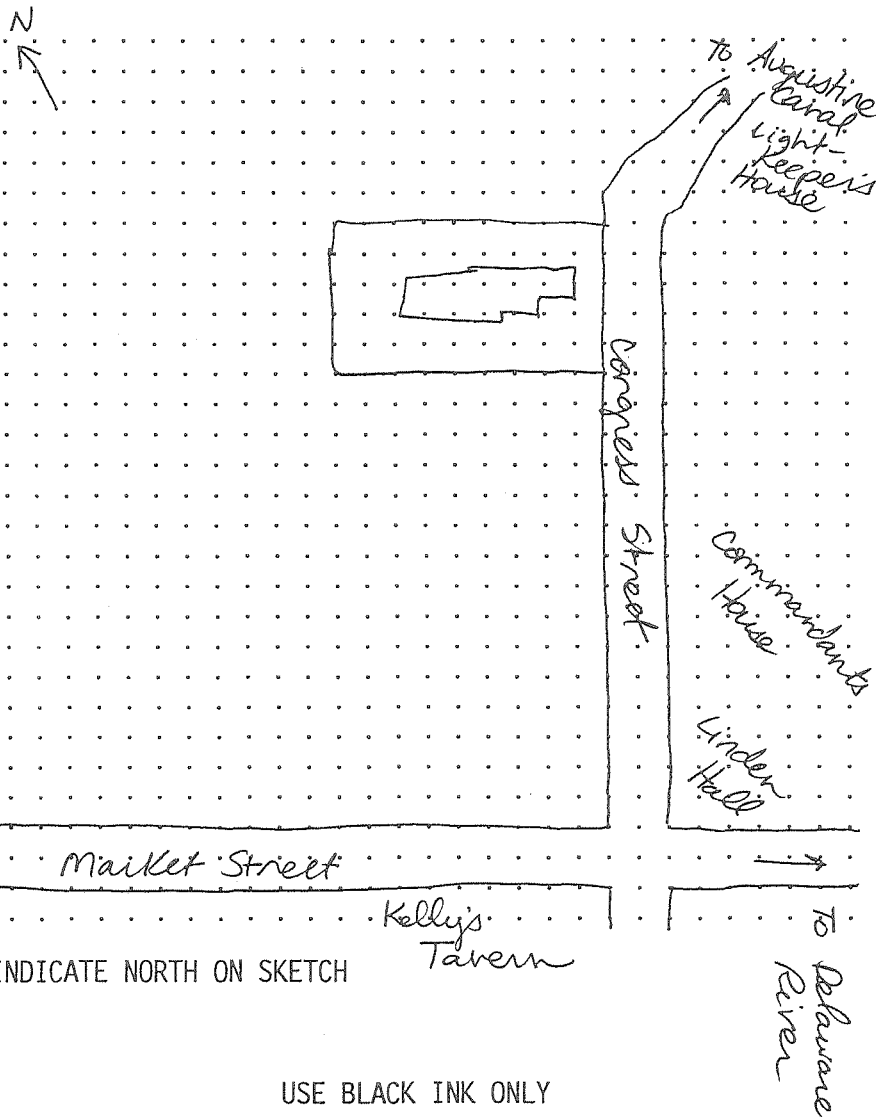 N
To Augustine
Canal
Light-
Keeper's
House
Congress Street
Commandants
House
Linden
Hall
Market Street
Kelly's
Tavern
To Delaware
River
INDICATE NORTH ON SKETCH
USE BLACK INK ONLY